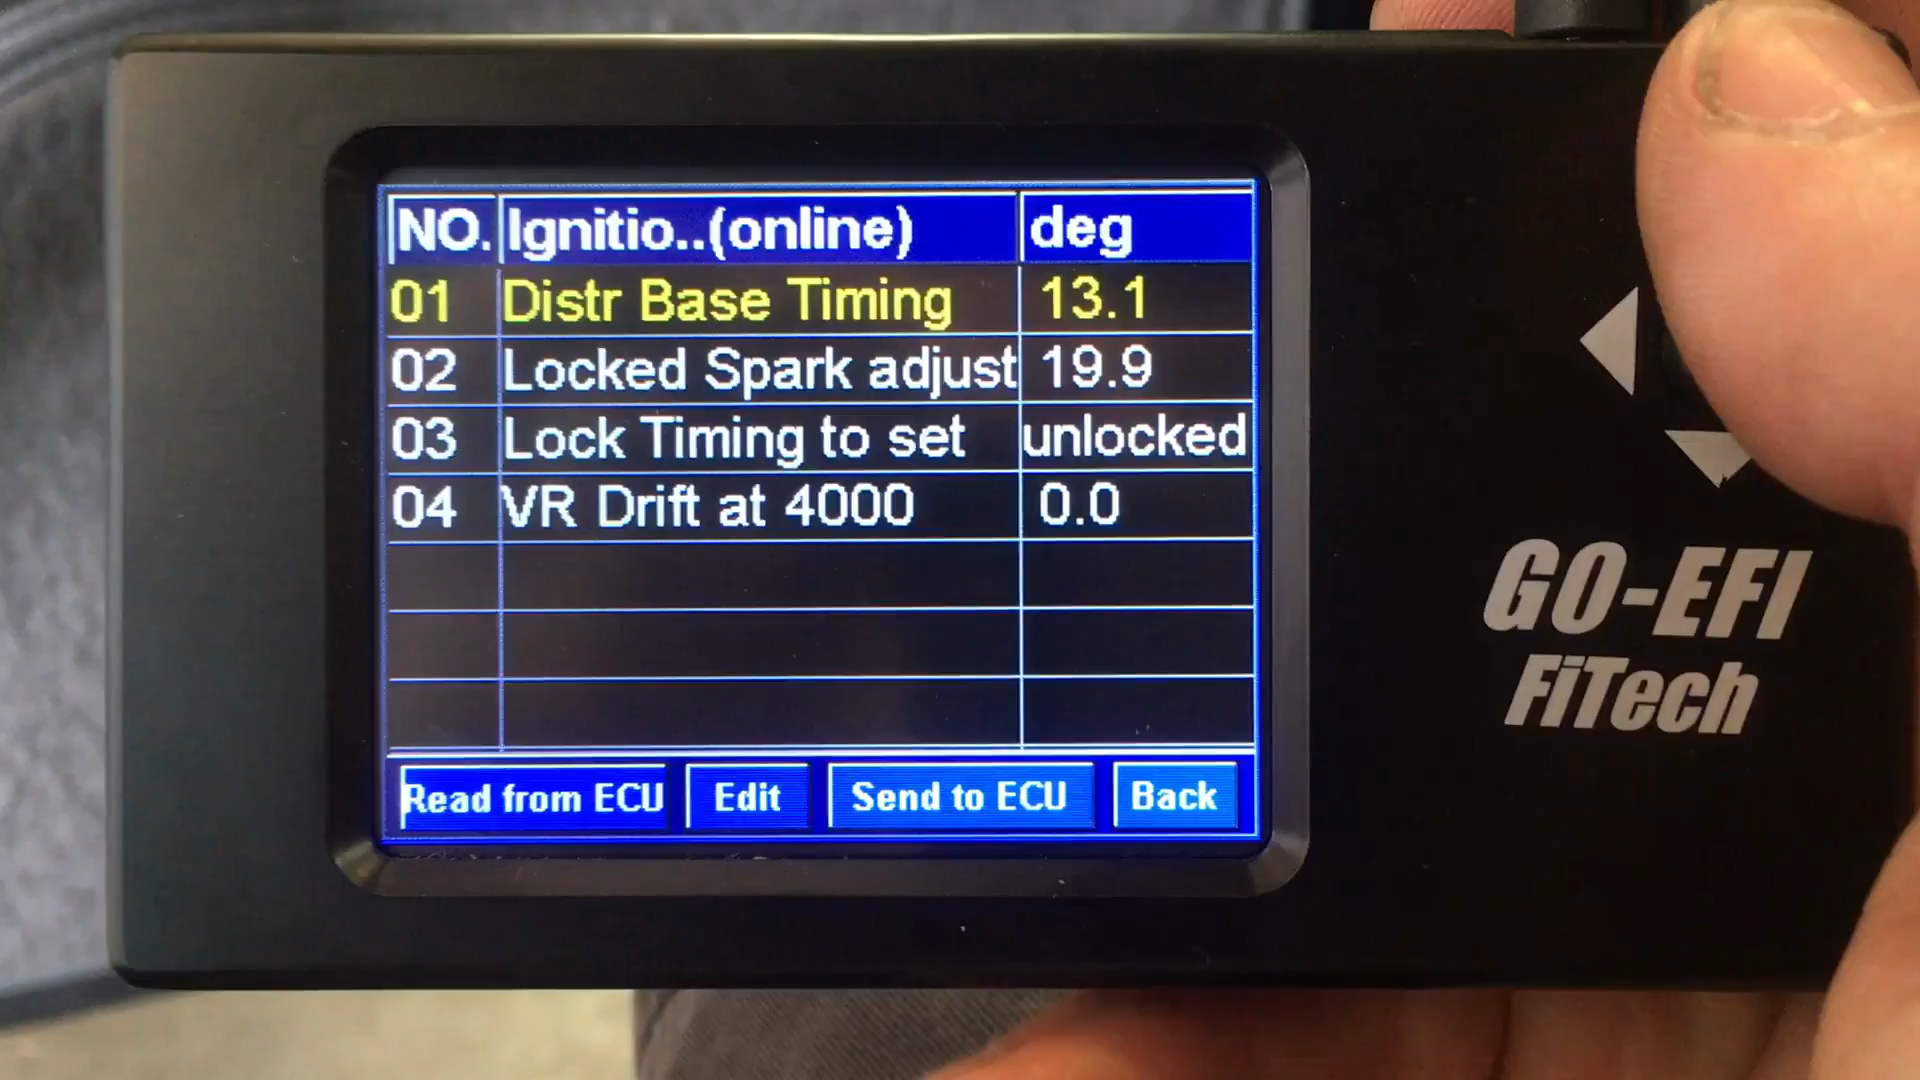 NO. Ignitio..(online) deg
01 Distr Base Timing 13.1
02 Locked Spark adjust 19.9
03 Lock Timing to set unlocked
04 VR Drift at 4000 0.0
Read from ECU Edit Send to ECU Back
GO-EFI
FiTech